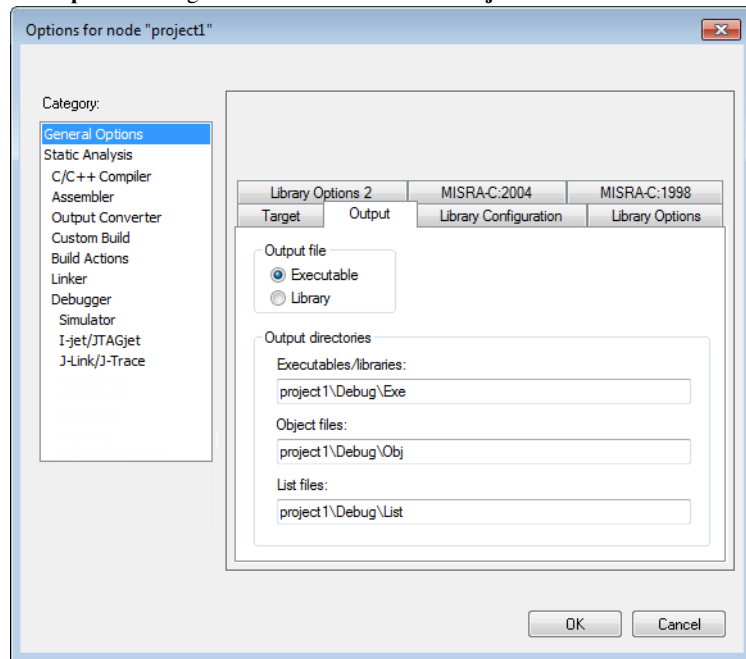 Options for node "project1"
Category:
General Options
Static Analysis
C/C++ Compiler
Assembler
Output Converter
Custom Build
Build Actions
Linker
Debugger
Simulator
I-jet/JTAGjet
J-Link/J-Trace
Library Options 2 MISRA-C:2004 MISRA-C:1998
Target Output Library Configuration Library Options
Output file
Executable
Library
Output directories
Executables/libraries:
project1\Debug\Exe
Object files:
project1\Debug\Obj
List files:
project1\Debug\List
OK Cancel